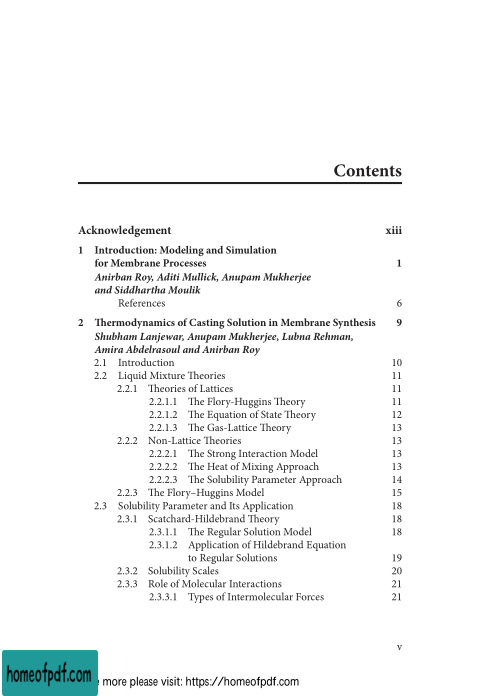 Contents
Acknowledgement xiii
1 Introduction: Modeling and Simulation
for Membrane Processes 1
Anirban Roy, Aditi Mullick, Anupam Mukherjee
and Siddhartha Moulik
References 6
2 Thermodynamics of Casting Solution in Membrane Synthesis 9
Shubham Lanjewar, Anupam Mukherjee, Lubna Rehman,
Amira Abdelrasoul and Anirban Roy
2.1 Introduction 10
2.2 Liquid Mixture Theories 11
2.2.1 Theories of Lattices 11
2.2.1.1 The Flory-Huggins Theory 11
2.2.1.2 The Equation of State Theory 12
2.2.1.3 The Gas-Lattice Theory 13
2.2.2 Non-Lattice Theories 13
2.2.2.1 The Strong Interaction Model 13
2.2.2.2 The Heat of Mixing Approach 13
2.2.2.3 The Solubility Parameter Approach 14
2.2.3 The Flory–Huggins Model 15
2.3 Solubility Parameter and Its Application 18
2.3.1 Scatchard-Hildebrand Theory 18
2.3.1.1 The Regular Solution Model 18
2.3.1.2 Application of Hildebrand Equation
to Regular Solutions 19
2.3.2 Solubility Scales 20
2.3.3 Role of Molecular Interactions 21
2.3.3.1 Types of Intermolecular Forces 21
v
homeofpdf.com
more please visit: https://homeofpdf.com